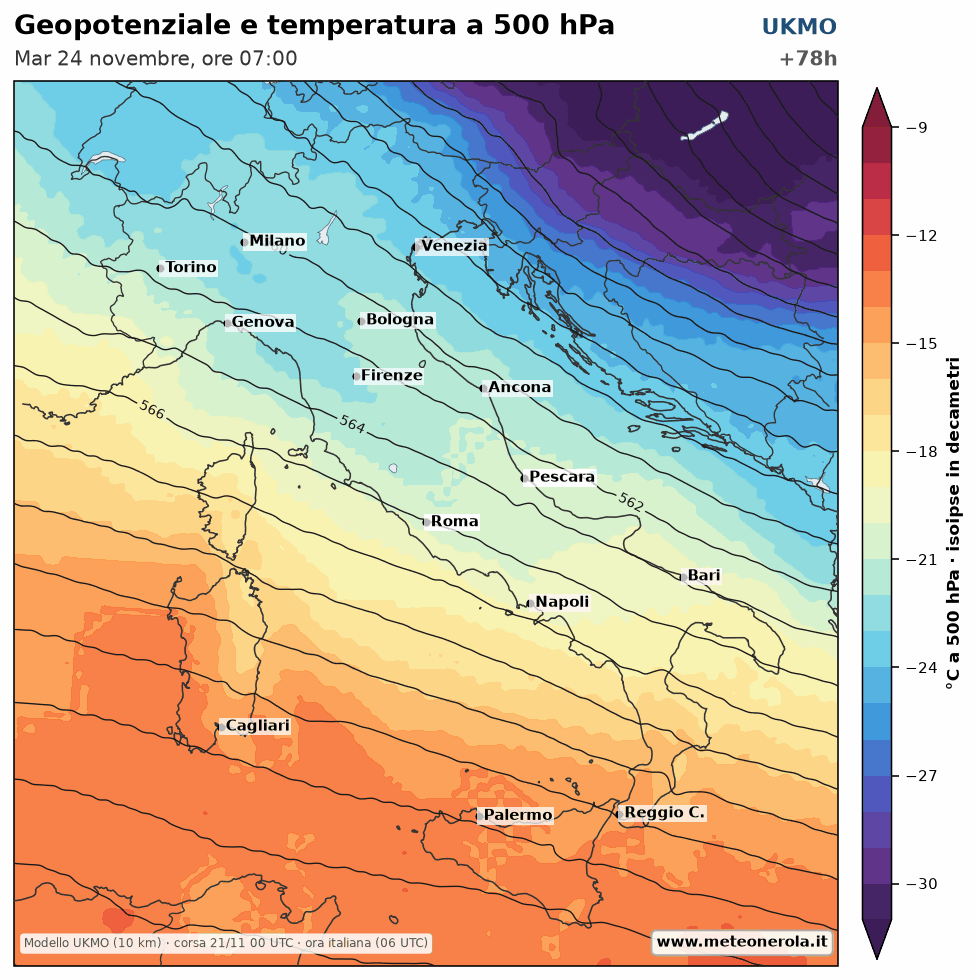 Geopotenziale e temperatura a 500 hPa
UKMO
Mar 24 novembre, ore 07:00
+78h
Milano
Venezia
Torino
Genova
Bologna
Firenze
Ancona
566
564
Pescara
562
Roma
Bari
Napoli
Cagliari
Palermo
Reggio C.
Modello UKMO (10 km) · corsa 21/11 00 UTC · ora italiana (06 UTC)
www.meteonerola.it
−9
−12
−15
−18
−21
−24
−27
−30
°C a 500 hPa · isoipse in decametri